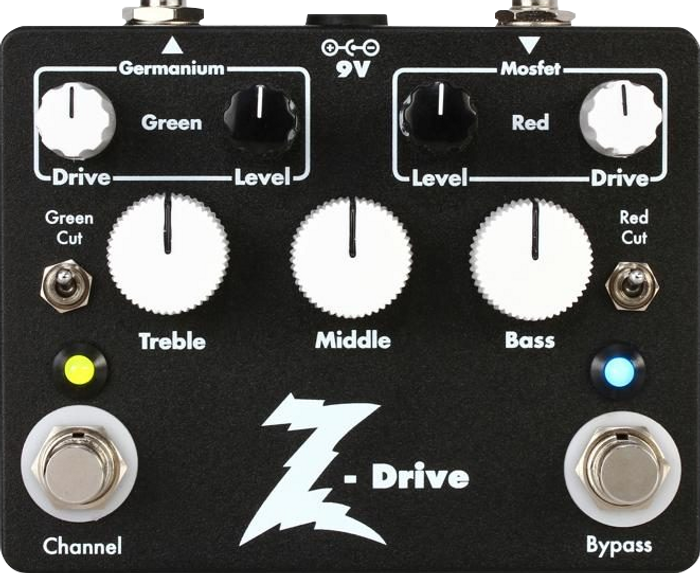 9V
Germanium
Mosfet
Green
Red
Drive
Level
Level
Drive
Green
Cut
Red
Cut
Treble
Middle
Bass
Z - Drive
Channel
Bypass